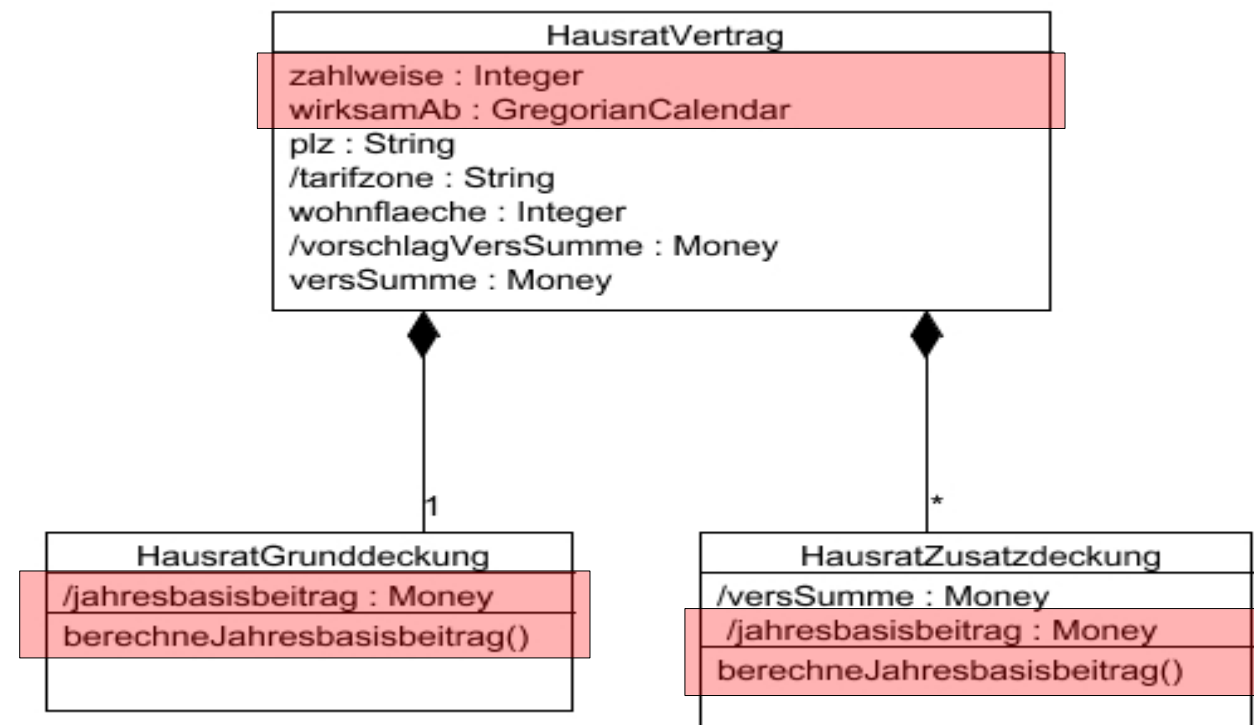 HausratVertrag
zahlweise : Integer
wirksamAb : GregorianCalendar
plz : String
/tarifzone : String
wohnflaeche : Integer
/vorschlagVersSumme : Money
versSumme : Money
1
*
HausratGrunddeckung
/jahresbasisbeitrag : Money
berechneJahresbasisbeitrag()
HausratZusatzdeckung
/versSumme : Money
/jahresbasisbeitrag : Money
berechneJahresbasisbeitrag()